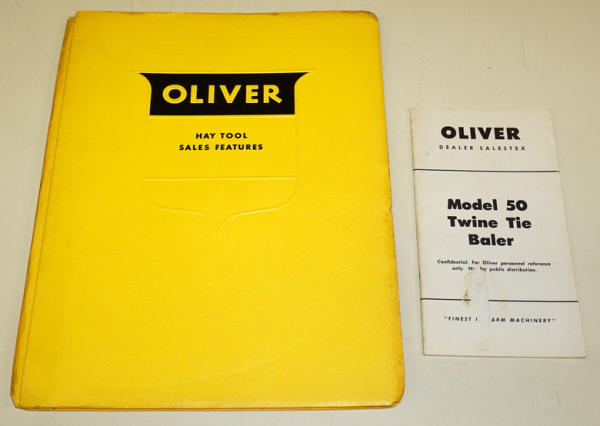 OLIVER
HAY TOOL
SALES FEATURES
OLIVER
DEALER SALESTEX
Model 50
Twine Tie
Baler
Confidential: For Oliver personnel reference
only. for public distribution.
"FINEST MACHINERY"